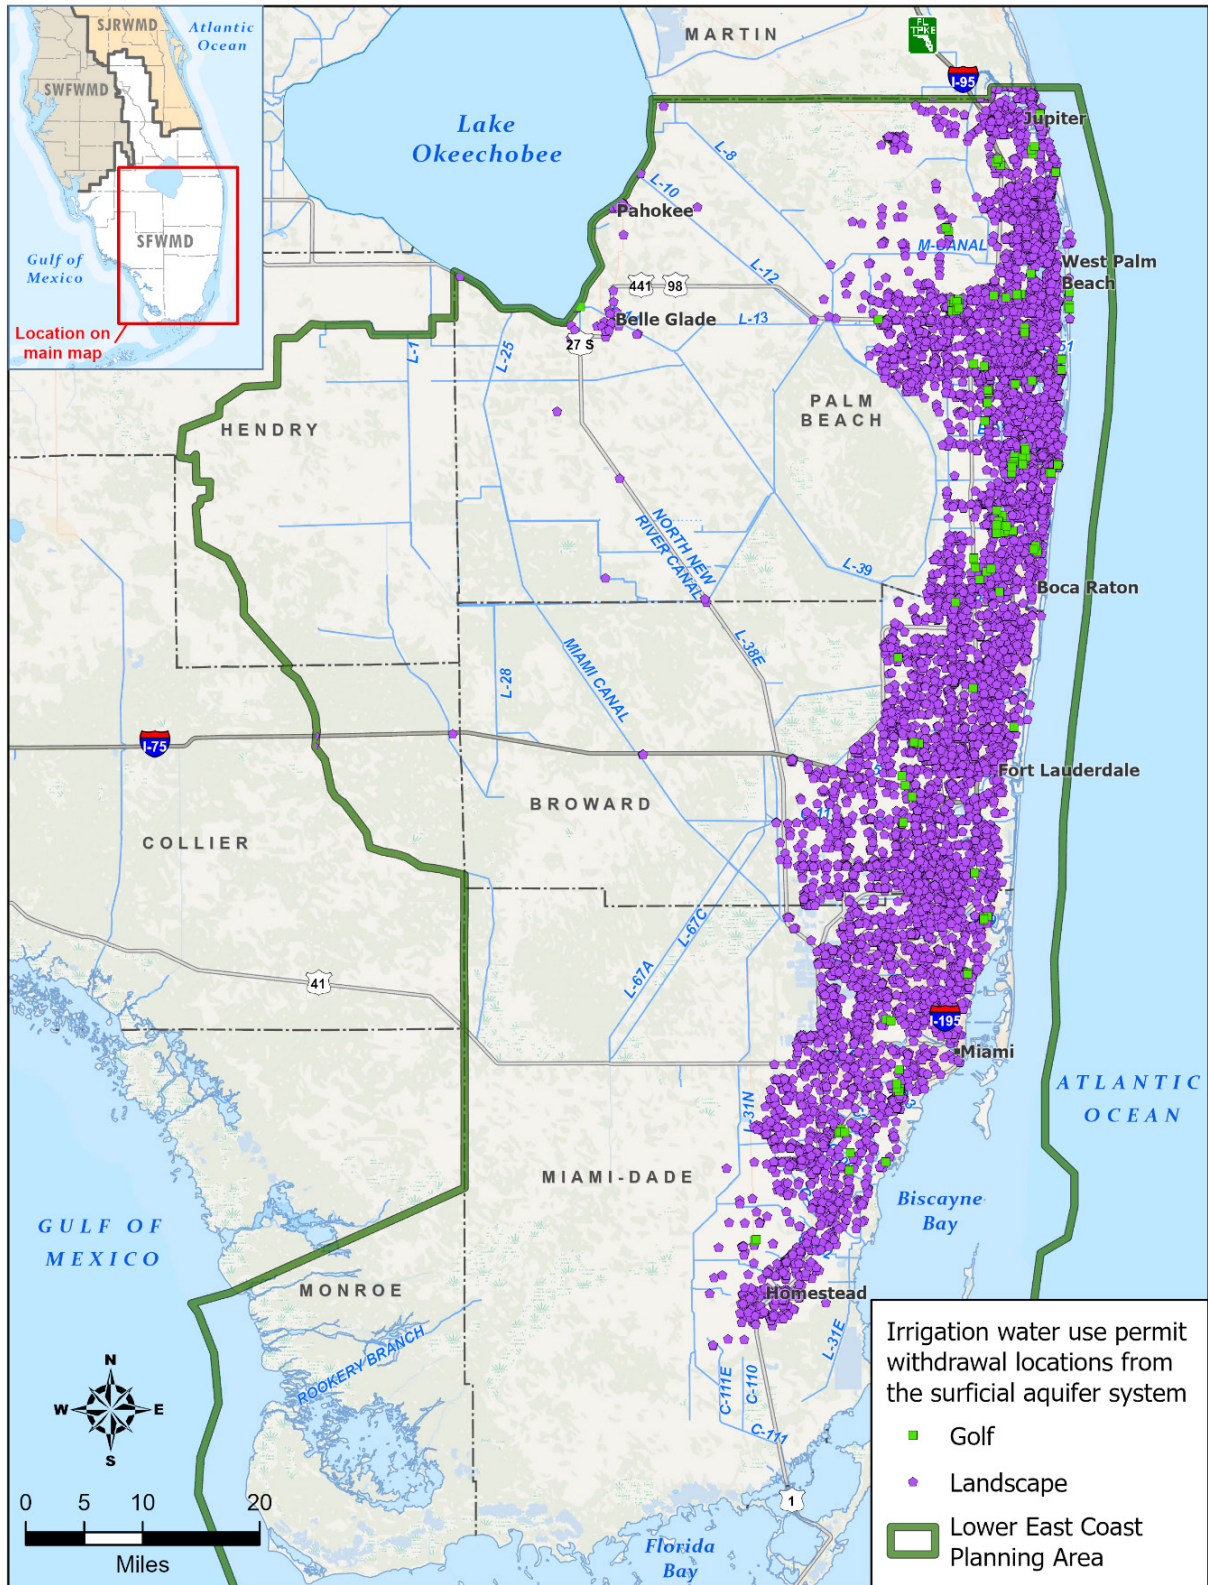 SJRWMD
Atlantic
Ocean
SWFWMD
SFWMD
Gulf of
Mexico
Location on
main map
MARTIN
FL
TPKE
I-95
Lake
Okeechobee
Jupiter
L-8
L-10
Pahokee
M-CANAL
L-12
West Palm
Beach
441
98
Belle Glade
L-13
27 S
L-1
L-25
51
PALM
BEACH
HENDRY
NORTH NEW
RIVER CANAL
L-39
Boca Raton
L-38E
MIAMI CANAL
L-28
I-75
Fort Lauderdale
BROWARD
COLLIER
L-67C
L-67A
41
I-195
Miami
ATLANTIC
OCEAN
L-31N
MIAMI-DADE
Biscayne
Bay
GULF OF
MEXICO
MONROE
Homestead
ROOKERY BRANCH
L-31E
C-111E
C-110
C-111
1
Florida
Bay
N
W
E
S
0 5 10 20
Miles
Irrigation water use permit
withdrawal locations from
the surficial aquifer system
Golf
Landscape
Lower East Coast
Planning Area